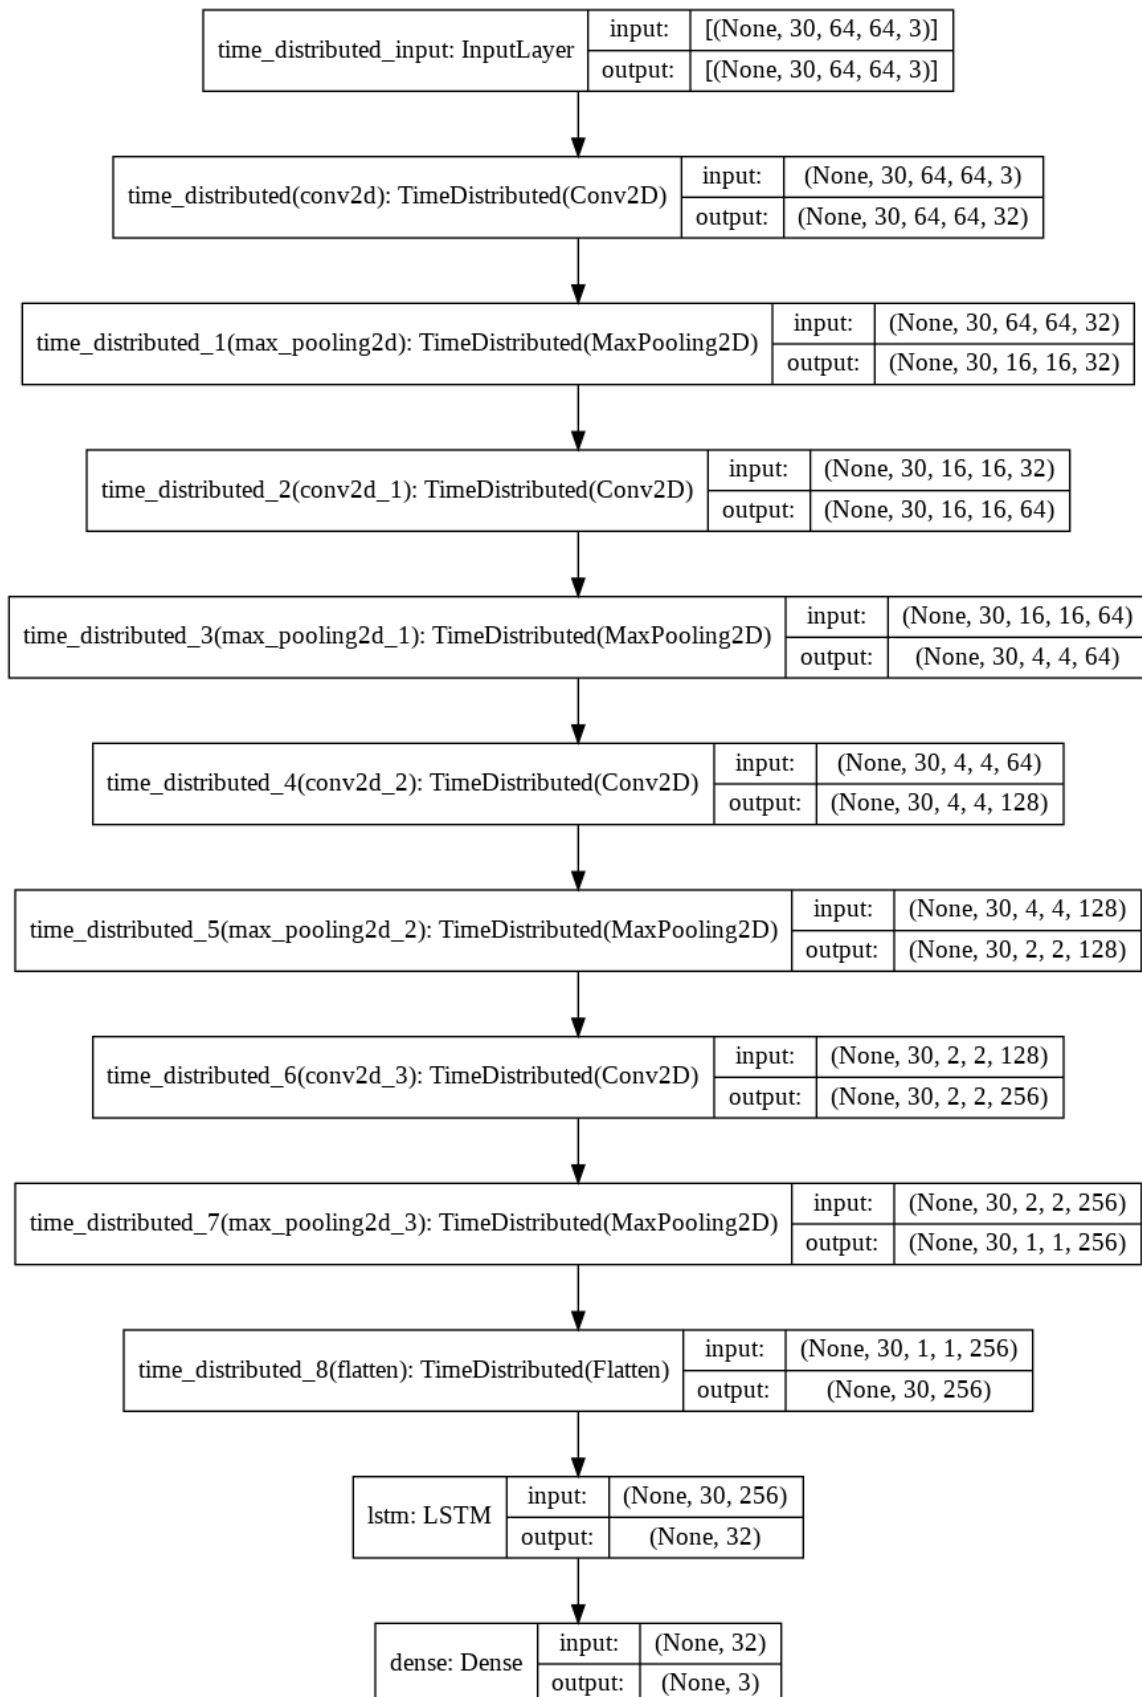 time_distributed_input: InputLayer
input: [(None, 30, 64, 64, 3)]
output: [(None, 30, 64, 64, 3)]
time_distributed(conv2d): TimeDistributed(Conv2D)
input: (None, 30, 64, 64, 3)
output: (None, 30, 64, 64, 32)
time_distributed_1(max_pooling2d): TimeDistributed(MaxPooling2D)
input: (None, 30, 64, 64, 32)
output: (None, 30, 16, 16, 32)
time_distributed_2(conv2d_1): TimeDistributed(Conv2D)
input: (None, 30, 16, 16, 32)
output: (None, 30, 16, 16, 64)
time_distributed_3(max_pooling2d_1): TimeDistributed(MaxPooling2D)
input: (None, 30, 16, 16, 64)
output: (None, 30, 4, 4, 64)
time_distributed_4(conv2d_2): TimeDistributed(Conv2D)
input: (None, 30, 4, 4, 64)
output: (None, 30, 4, 4, 128)
time_distributed_5(max_pooling2d_2): TimeDistributed(MaxPooling2D)
input: (None, 30, 4, 4, 128)
output: (None, 30, 2, 2, 128)
time_distributed_6(conv2d_3): TimeDistributed(Conv2D)
input: (None, 30, 2, 2, 128)
output: (None, 30, 2, 2, 256)
time_distributed_7(max_pooling2d_3): TimeDistributed(MaxPooling2D)
input: (None, 30, 2, 2, 256)
output: (None, 30, 1, 1, 256)
time_distributed_8(flatten): TimeDistributed(Flatten)
input: (None, 30, 1, 1, 256)
output: (None, 30, 256)
lstm: LSTM
input: (None, 30, 256)
output: (None, 32)
dense: Dense
input: (None, 32)
output: (None, 3)